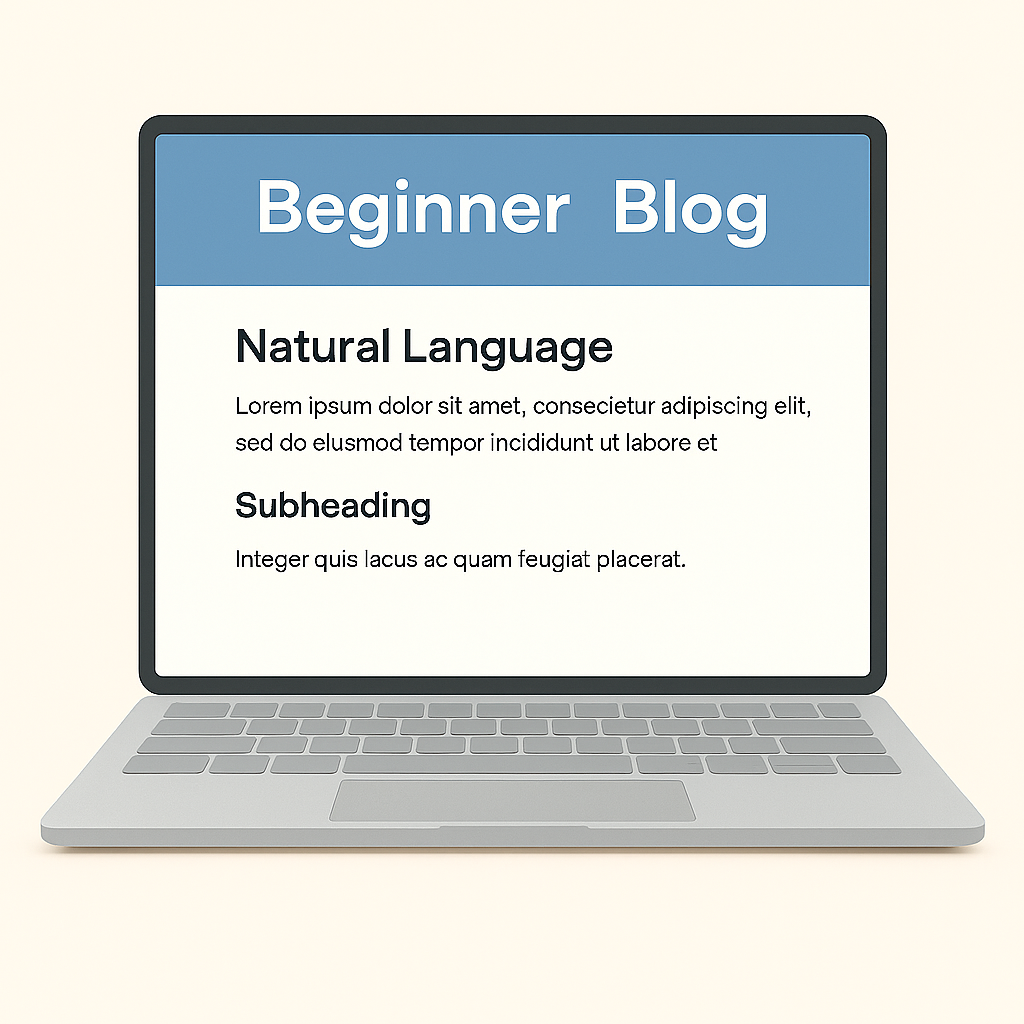 Beginner Blog
Natural Language
Lorem ipsum dolor sit amet, consecietur adipiscing elit,
sed do elusmod tempor incididunt ut labore et
Subheading
Integer quis lacus ac quam feugiat placerat.